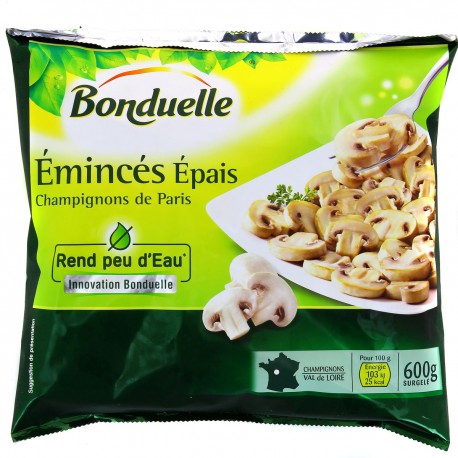 Bonduelle
Émincés Épais
Champignons de Paris
Rend peu d'Eau*
Innovation Bonduelle
Suggestion de présentation
CHAMPIGNONS
VAL DE LOIRE
Pour 100 g
Énergie
103 kJ
25 kcal
600g
SURGELÉ